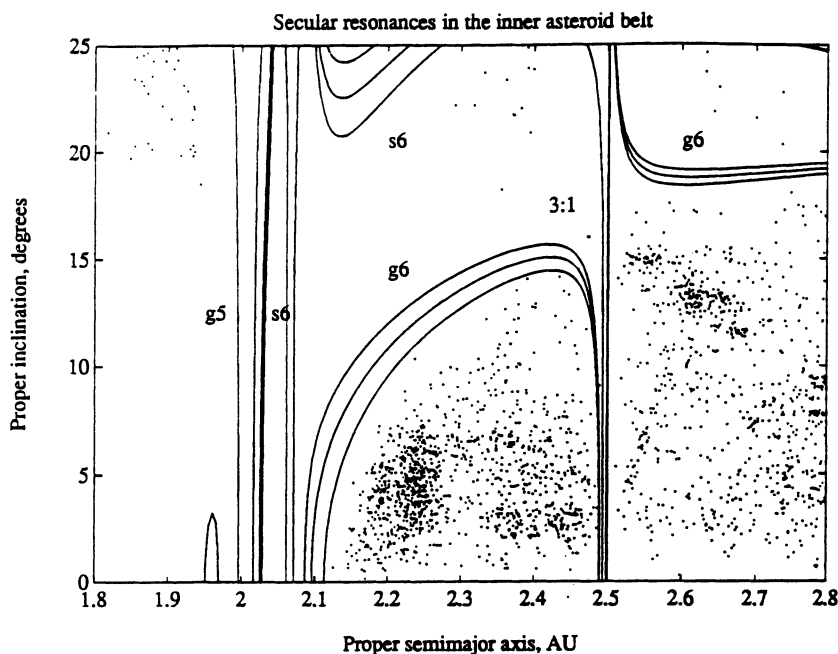 Secular resonances in the inner asteroid belt
25
20
15
10
5
0
Proper inclination, degrees
g6
s6
3:1
g6
g5
s6
1.8
1.9
2
2.1
2.2
2.3
2.4
2.5
2.6
2.7
2.8
Proper semimajor axis, AU